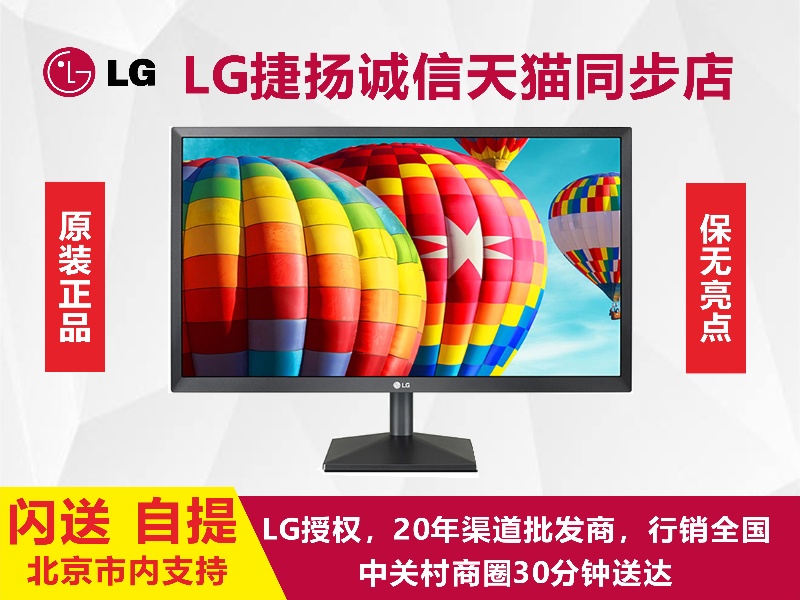 LG LG捷扬诚信天猫同步店
原装正品
保无亮点
LG
闪送 自提
北京市内支持
LG授权，20年渠道批发商，行销全国
中关村商圈30分钟送达